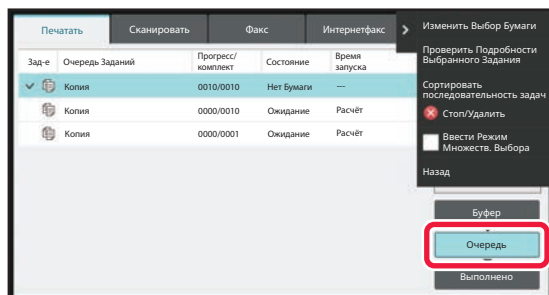 Печатать
Сканировать
Факс
Интернетфакс
Изменить Выбор Бумаги
Проверить Подробности
Выбранного Задания
Сортировать
последовательность задач
Стоп/Удалить
Ввести Режим
Множеств. Выбора
Назад
Зад-е Очередь Заданий Прогресс/
комплект Состояние Время
запуска
Копия 0010/0010 Нет Бумаги ---
Копия 0000/0010 Ожидание Расчёт
Копия 0000/0001 Ожидание Расчёт
Буфер
Очередь
Выполнено